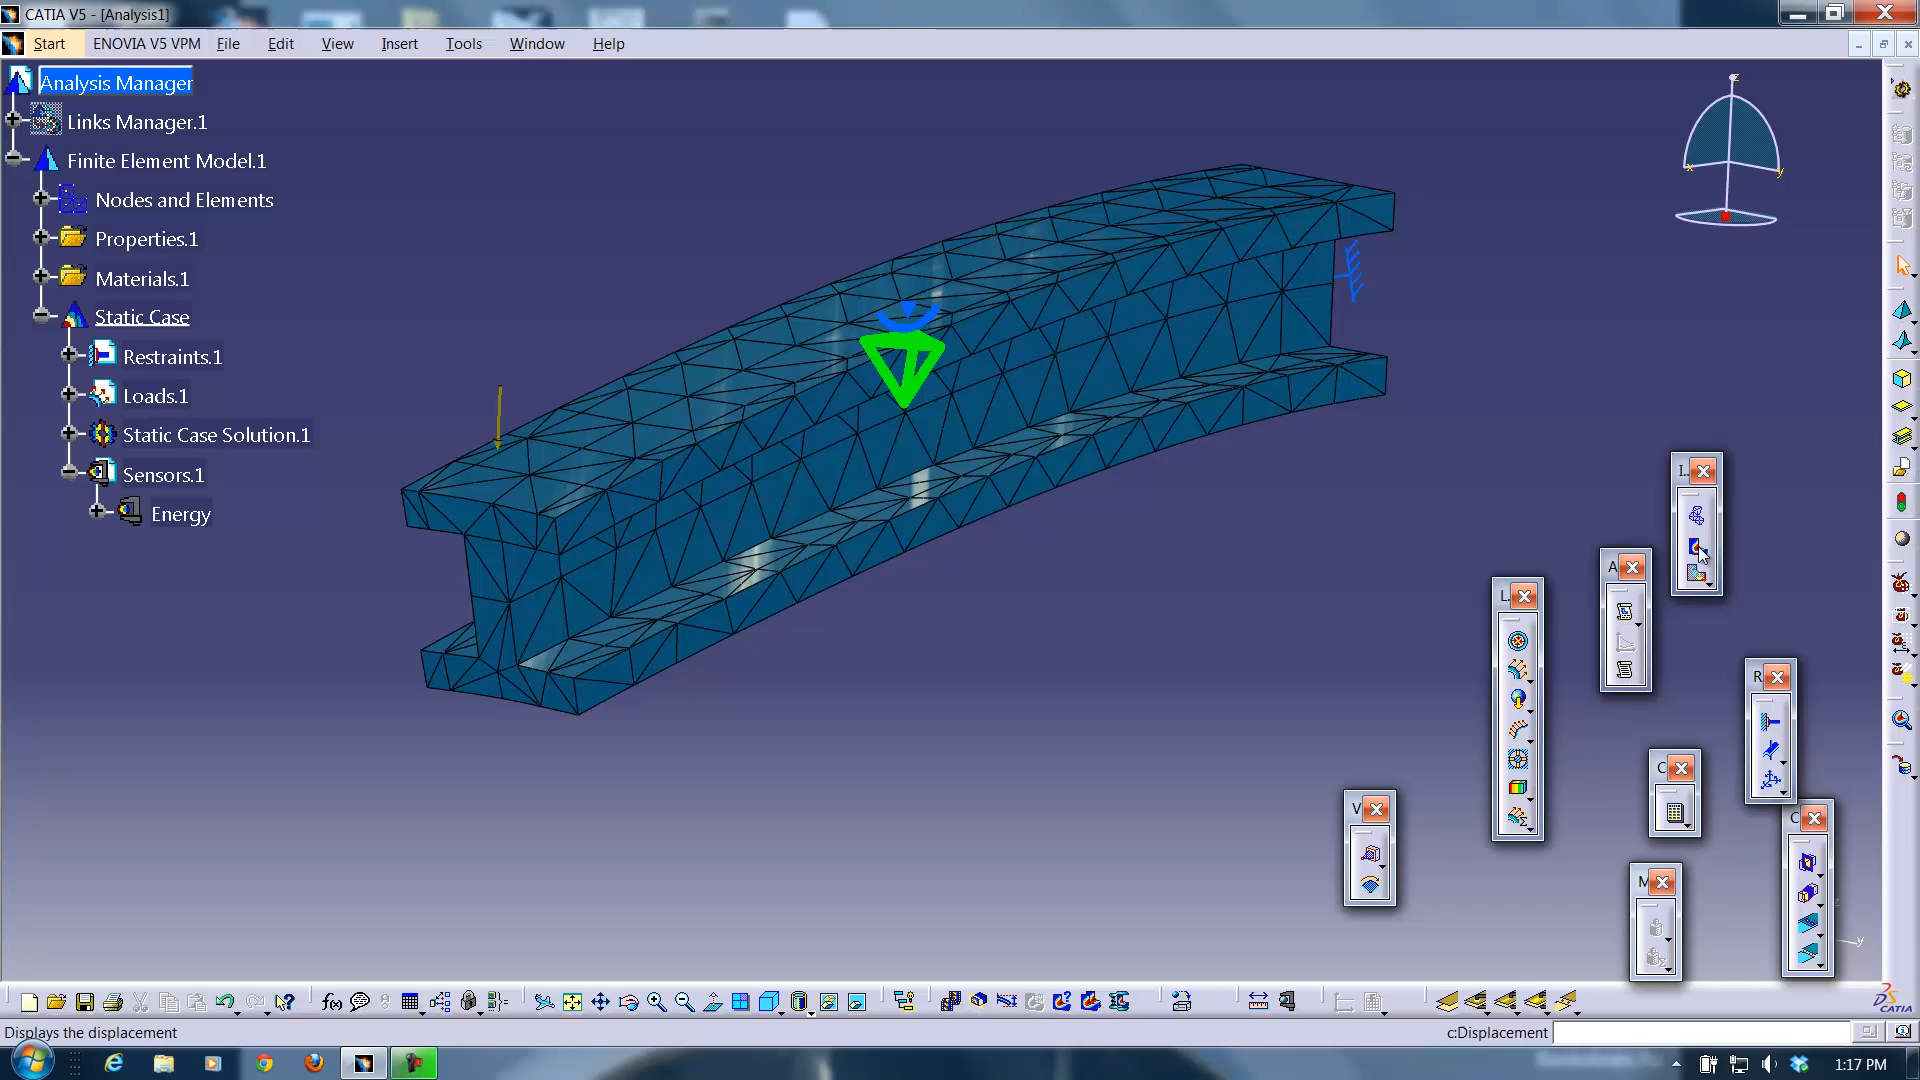 CATIA V5 - [Analysis1]
Start ENOVIA V5 VPM File Edit View Insert Tools Window Help
Analysis Manager
Links Manager.1
Finite Element Model.1
Nodes and Elements
Properties.1
Materials.1
Static Case
Restraints.1
Loads.1
Static Case Solution.1
Sensors.1
Energy
z
x
y
I..
A
L.
R
C
C
V
M
z
y
f(x)
DS CATIA
Displays the displacement
c:Displacement
1:17 PM